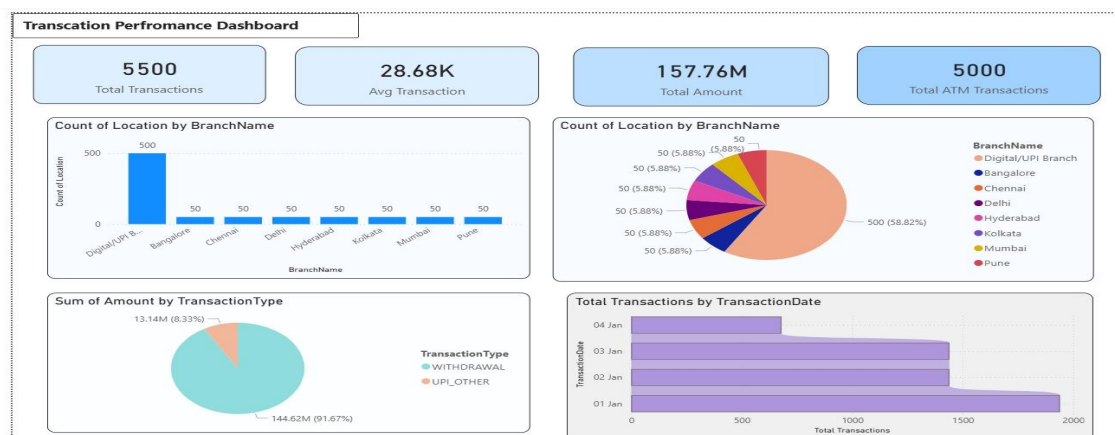 Transcation Perfromance Dashboard
5500
Total Transactions
28.68K
Avg Transaction
157.76M
Total Amount
5000
Total ATM Transactions
Count of Location by BranchName
Count of Location
500
0
500
50
50
50
50
50
50
50
Digital/UPI B...
Bangalore
Chennai
Delhi
Hyderabad
Kolkata
Mumbai
Pune
BranchName
Count of Location by BranchName
50
(5.88%)
50 (5.88%)
50 (5.88%)
50 (5.88%)
50 (5.88%)
50 (5.88%)
50 (5.88%)
500 (58.82%)
BranchName
Digital/UPI Branch
Bangalore
Chennai
Delhi
Hyderabad
Kolkata
Mumbai
Pune
Sum of Amount by TransactionType
13.14M (8.33%)
144.62M (91.67%)
TransactionType
WITHDRAWAL
UPI_OTHER
Total Transactions by TransactionDate
TransactionDate
04 Jan
03 Jan
02 Jan
01 Jan
0
500
1000
1500
2000
Total Transactions